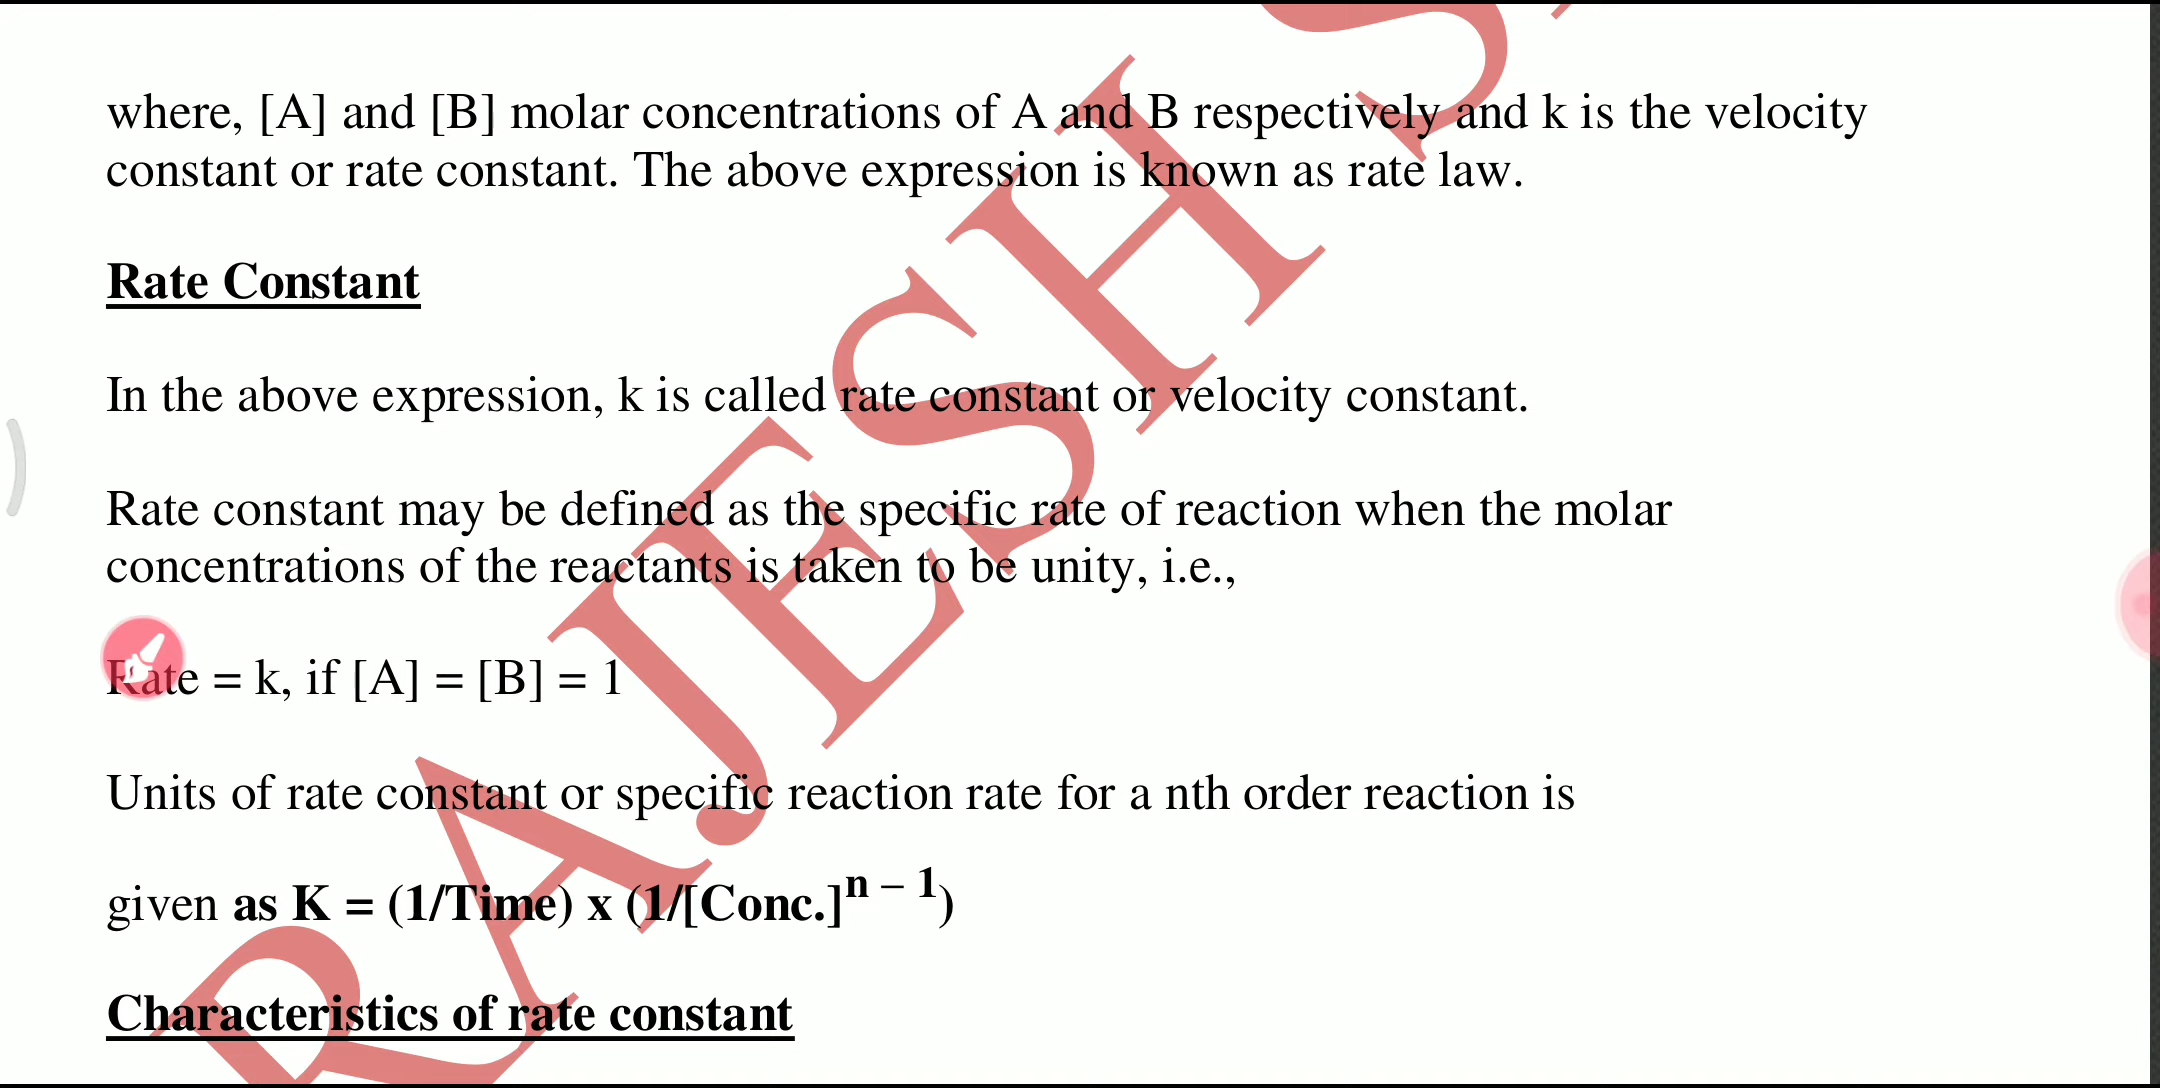 where, [A] and [B] molar concentrations of A and B respectively and k is the velocity
constant or rate constant. The above expression is known as rate law.
Rate Constant
In the above expression, k is called rate constant or velocity constant.
Rate constant may be defined as the specific rate of reaction when the molar
concentrations of the reactants is taken to be unity, i.e.,
Rate = k, if [A] = [B] = 1
Units of rate constant or specific reaction rate for a nth order reaction is
given as K = (1/Time) x (1/[Conc.]ⁿ ⁻ ¹)
Characteristics of rate constant
RAJESH S